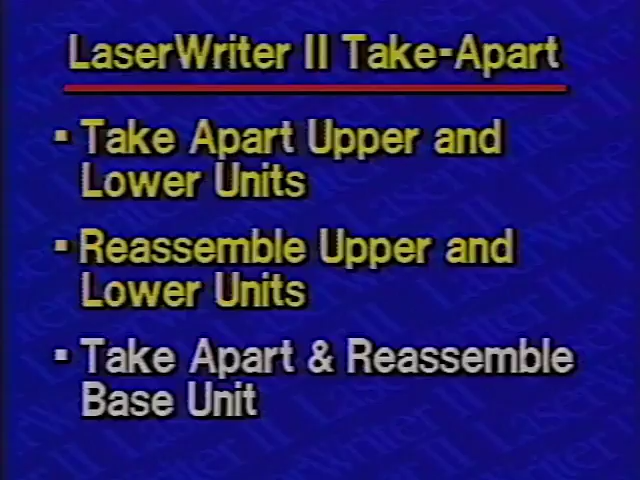 LaserWriter II Take-Apart
▪ Take Apart Upper and
Lower Units
▪ Reassemble Upper and
Lower Units
▪ Take Apart & Reassemble
Base Unit